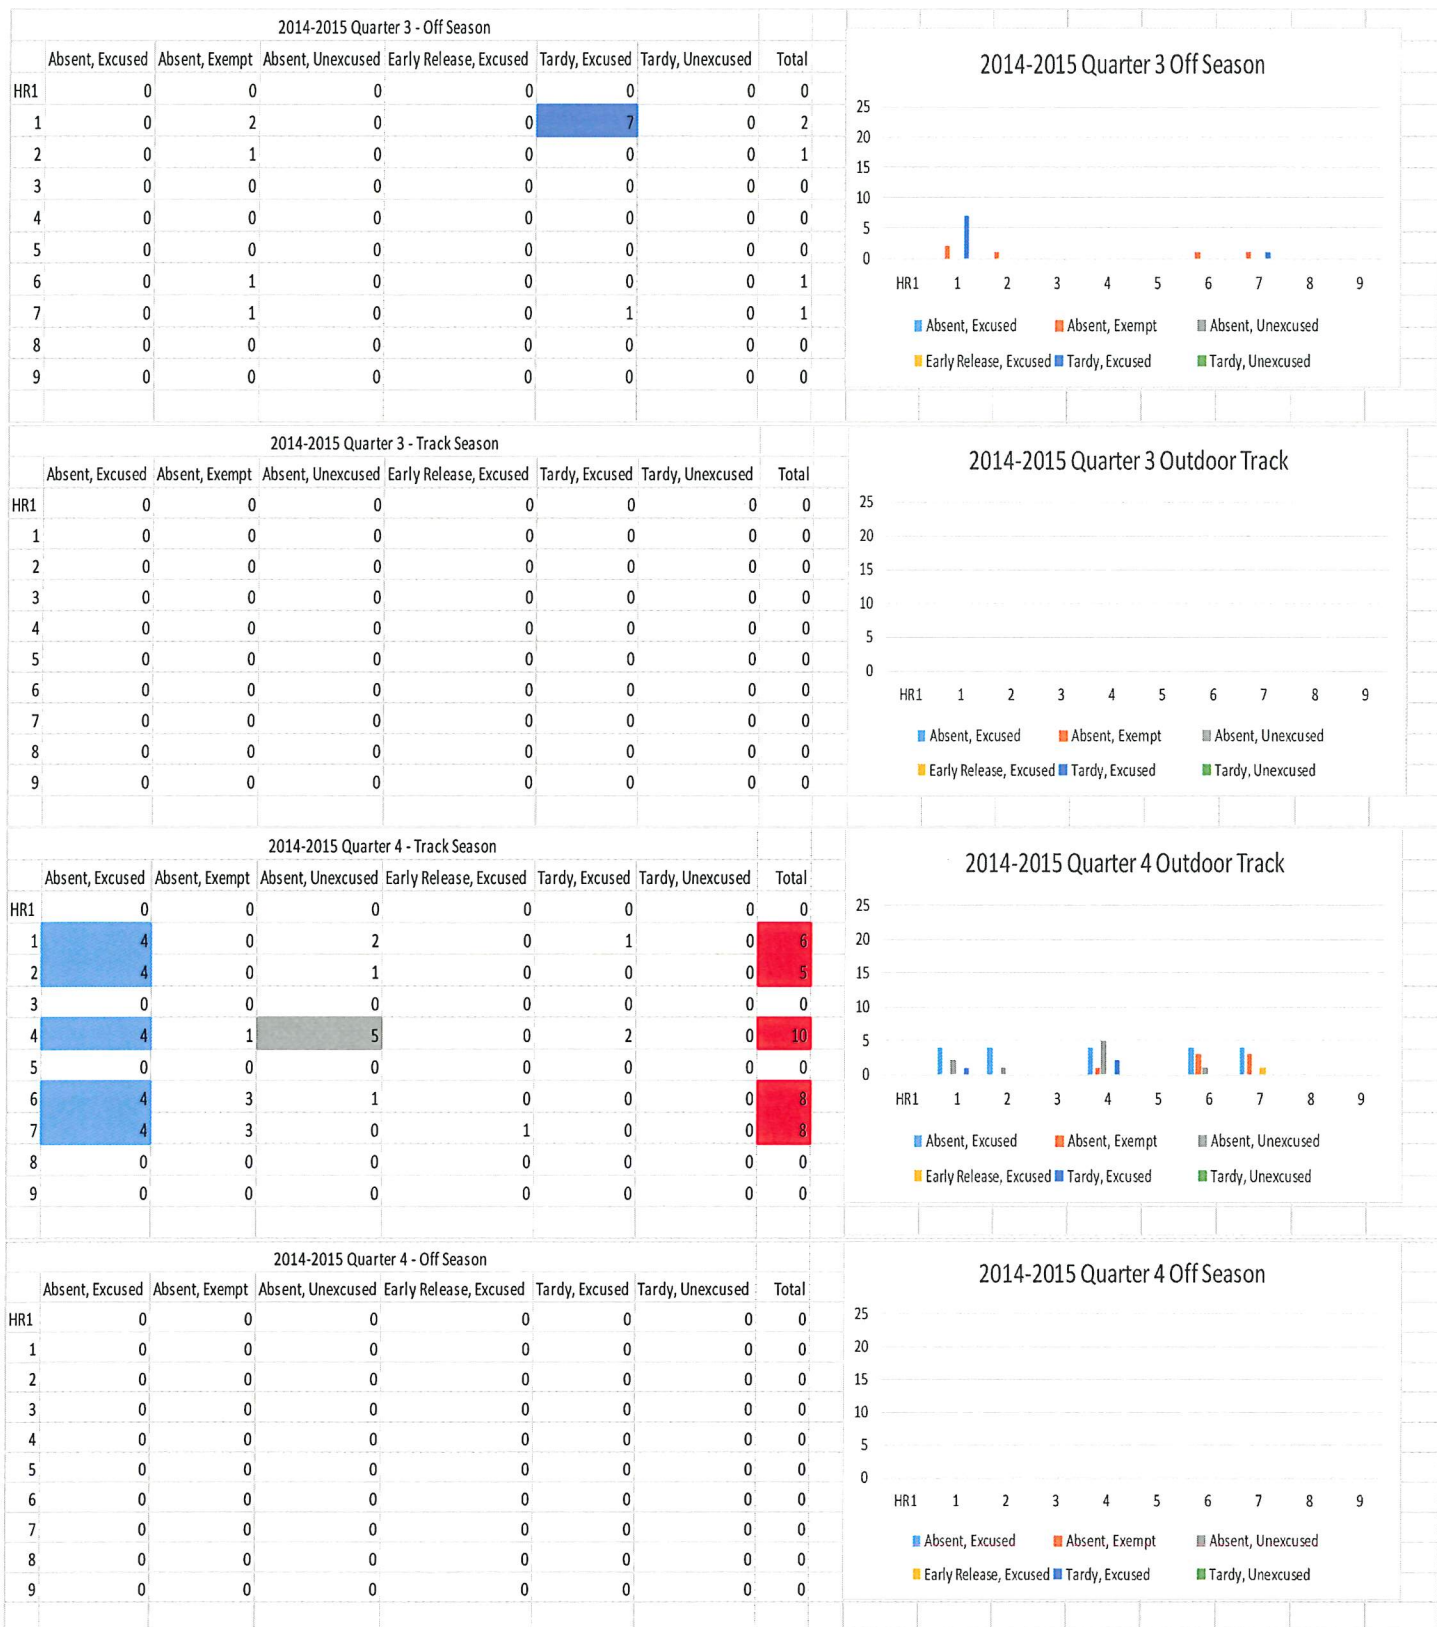 2014-2015 Quarter 3 - Off Season
Absent, Excused Absent, Exempt Absent, Unexcused Early Release, Excused Tardy, Excused Tardy, Unexcused Total
HR1 0 0 0 0 0 0 0
1 0 2 0 0 7 0 2
2 0 1 0 0 0 0 1
3 0 0 0 0 0 0 0
4 0 0 0 0 0 0 0
5 0 0 0 0 0 0 0
6 0 1 0 0 0 0 1
7 0 1 0 0 1 0 1
8 0 0 0 0 0 0 0
9 0 0 0 0 0 0 0
2014-2015 Quarter 3 Off Season
25
20
15
10
5
0
HR1 1 2 3 4 5 6 7 8 9
Absent, Excused Absent, Exempt Absent, Unexcused
Early Release, Excused Tardy, Excused Tardy, Unexcused
2014-2015 Quarter 3 - Track Season
Absent, Excused Absent, Exempt Absent, Unexcused Early Release, Excused Tardy, Excused Tardy, Unexcused Total
HR1 0 0 0 0 0 0 0
1 0 0 0 0 0 0 0
2 0 0 0 0 0 0 0
3 0 0 0 0 0 0 0
4 0 0 0 0 0 0 0
5 0 0 0 0 0 0 0
6 0 0 0 0 0 0 0
7 0 0 0 0 0 0 0
8 0 0 0 0 0 0 0
9 0 0 0 0 0 0 0
2014-2015 Quarter 3 Outdoor Track
25
20
15
10
5
0
HR1 1 2 3 4 5 6 7 8 9
Absent, Excused Absent, Exempt Absent, Unexcused
Early Release, Excused Tardy, Excused Tardy, Unexcused
2014-2015 Quarter 4 - Track Season
Absent, Excused Absent, Exempt Absent, Unexcused Early Release, Excused Tardy, Excused Tardy, Unexcused Total
HR1 0 0 0 0 0 0 0
1 4 0 2 0 1 0 6
2 4 0 1 0 0 0 5
3 0 0 0 0 0 0 0
4 4 1 5 0 2 0 10
5 0 0 0 0 0 0 0
6 4 3 1 0 0 0 8
7 4 3 0 1 0 0 8
8 0 0 0 0 0 0 0
9 0 0 0 0 0 0 0
2014-2015 Quarter 4 Outdoor Track
25
20
15
10
5
0
HR1 1 2 3 4 5 6 7 8 9
Absent, Excused Absent, Exempt Absent, Unexcused
Early Release, Excused Tardy, Excused Tardy, Unexcused
2014-2015 Quarter 4 - Off Season
Absent, Excused Absent, Exempt Absent, Unexcused Early Release, Excused Tardy, Excused Tardy, Unexcused Total
HR1 0 0 0 0 0 0 0
1 0 0 0 0 0 0 0
2 0 0 0 0 0 0 0
3 0 0 0 0 0 0 0
4 0 0 0 0 0 0 0
5 0 0 0 0 0 0 0
6 0 0 0 0 0 0 0
7 0 0 0 0 0 0 0
8 0 0 0 0 0 0 0
9 0 0 0 0 0 0 0
2014-2015 Quarter 4 Off Season
25
20
15
10
5
0
HR1 1 2 3 4 5 6 7 8 9
Absent, Excused Absent, Exempt Absent, Unexcused
Early Release, Excused Tardy, Excused Tardy, Unexcused